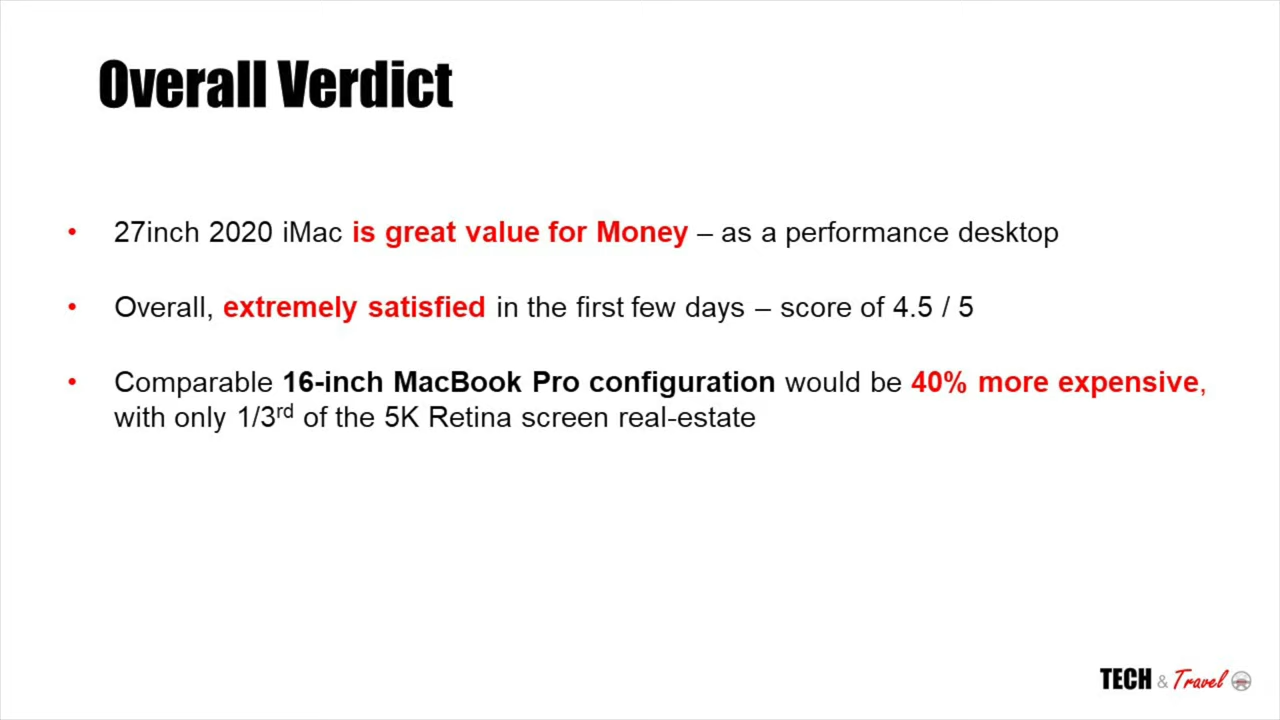 Overall Verdict
• 27inch 2020 iMac is great value for Money – as a performance desktop
• Overall, extremely satisfied in the first few days – score of 4.5 / 5
• Comparable 16-inch MacBook Pro configuration would be 40% more expensive,
with only 1/3rd of the 5K Retina screen real-estate
TECH & Travel